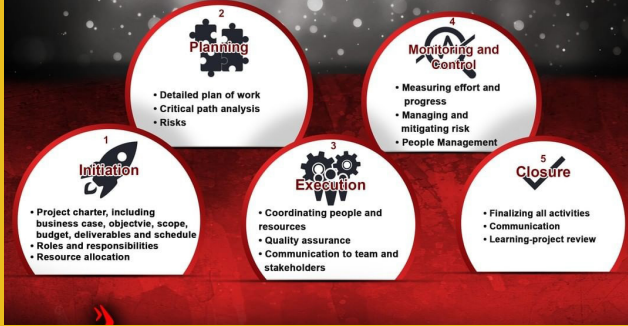 1
Initiation
• Project charter, including
business case, objectvie, scope,
budget, deliverables and schedule
• Roles and responsibilities
• Resource allocation
2
Planning
• Detailed plan of work
• Critical path analysis
• Risks
3
Execution
• Coordinating people and
resources
• Quality assurance
• Communication to team and
stakeholders
4
Monitoring and
Control
• Measuring effort and
progress
• Managing and
mitigating risk
• People Management
5
Closure
• Finalizing all activities
• Communication
• Learning-project review